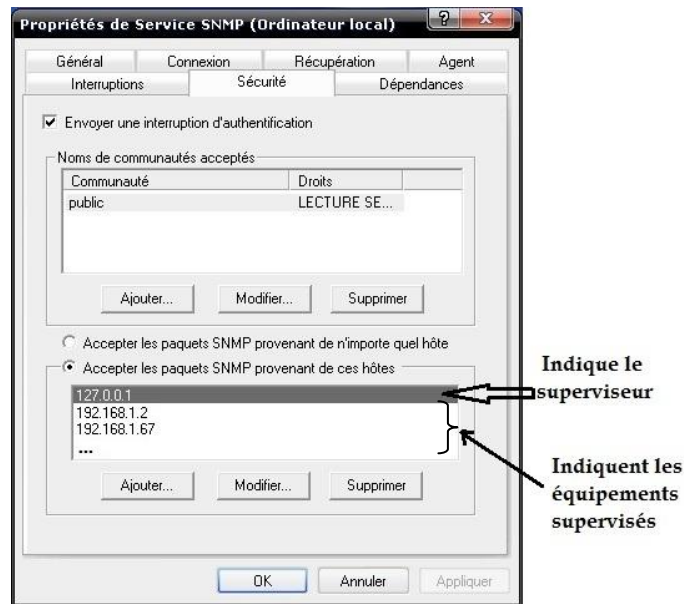 Propriétés de Service SNMP (Ordinateur local)
Général Connexion Récupération Agent
Interruptions Sécurité Dépendances
Envoyer une interruption d'authentification
Noms de communautés acceptés
Communauté Droits
public LECTURE SE...
Ajouter... Modifier... Supprimer
Accepter les paquets SNMP provenant de n'importe quel hôte
Accepter les paquets SNMP provenant de ces hôtes
127.0.0.1
192.168.1.2
192.168.1.67
...
Ajouter... Modifier... Supprimer
OK Annuler Appliquer
Indique le
superviseur
Indiquent les
équipements
supervisés